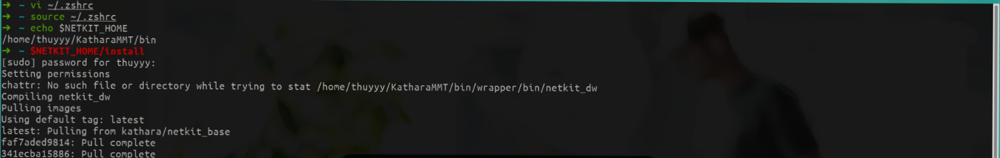 ➜ ~ vi ~/.zshrc
➜ ~ source ~/.zshrc
➜ ~ echo $NETKIT_HOME
/home/thuyyy/KatharaMMT/bin
➜ ~ $NETKIT_HOME/install
[sudo] password for thuyyy:
Setting permissions
chattr: No such file or directory while trying to stat /home/thuyyy/KatharaMMT/bin/wrapper/bin/netkit_dw
Compiling netkit_dw
Pulling images
Using default tag: latest
latest: Pulling from kathara/netkit_base
faf7aded9814: Pull complete
341ecba15886: Pull complete